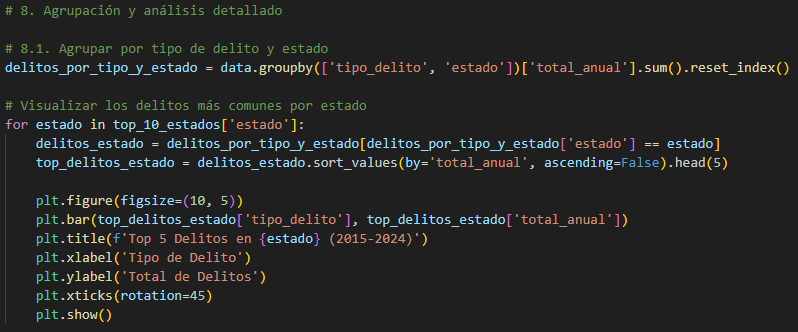 # 8. Agrupación y análisis detallado

# 8.1. Agrupar por tipo de delito y estado
delitos_por_tipo_y_estado = data.groupby(['tipo_delito', 'estado'])['total_anual'].sum().reset_index()

# Visualizar los delitos más comunes por estado
for estado in top_10_estados['estado']:
    delitos_estado = delitos_por_tipo_y_estado[delitos_por_tipo_y_estado['estado'] == estado]
    top_delitos_estado = delitos_estado.sort_values(by='total_anual', ascending=False).head(5)

    plt.figure(figsize=(10, 5))
    plt.bar(top_delitos_estado['tipo_delito'], top_delitos_estado['total_anual'])
    plt.title(f'Top 5 Delitos en {estado} (2015-2024)')
    plt.xlabel('Tipo de Delito')
    plt.ylabel('Total de Delitos')
    plt.xticks(rotation=45)
    plt.show()